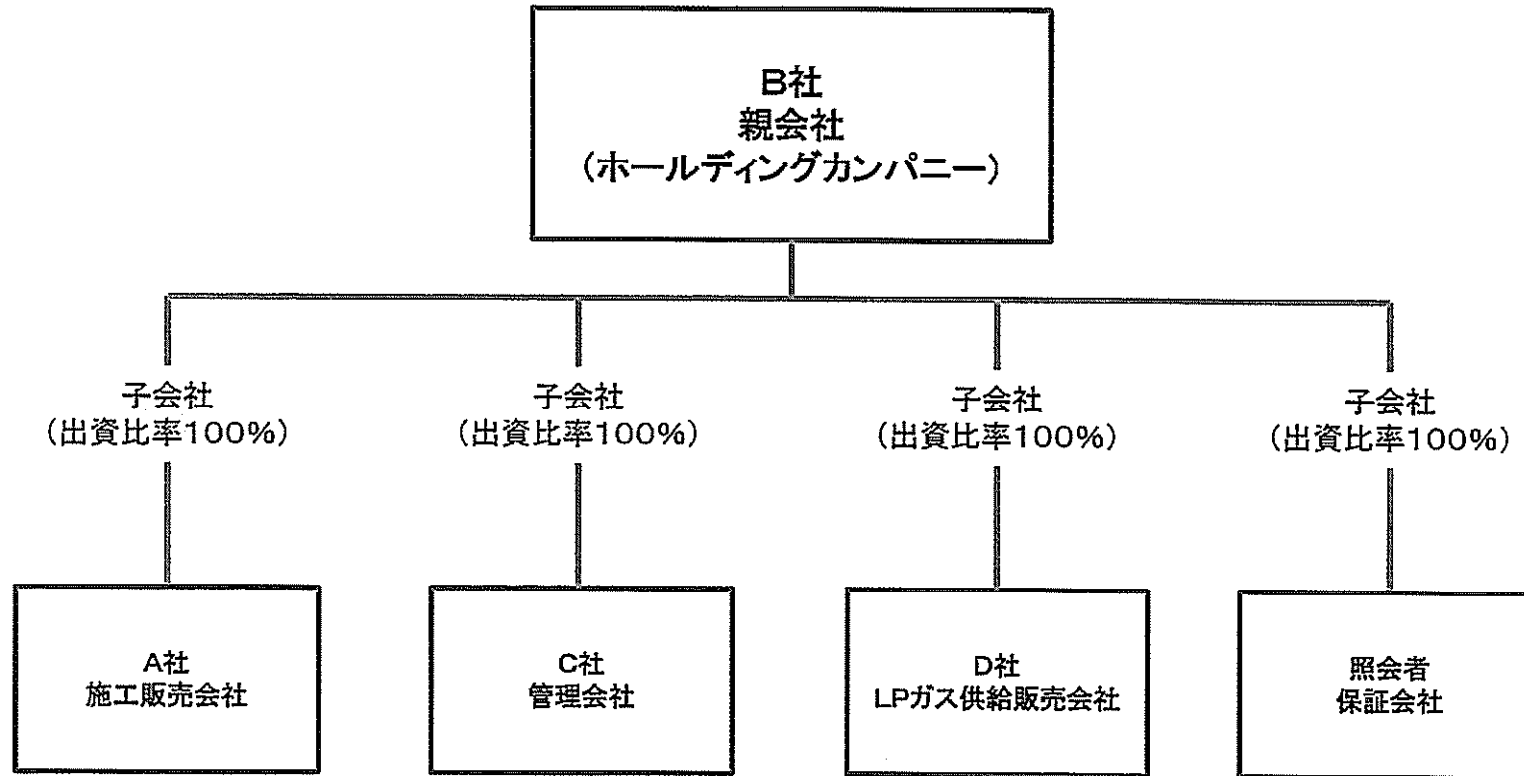 B社
親会社
(ホールディングカンパニー)
子会社
(出資比率100%)
子会社
(出資比率100%)
子会社
(出資比率100%)
子会社
(出資比率100%)
A社
施工販売会社
C社
管理会社
D社
LPガス供給販売会社
照会者
保証会社